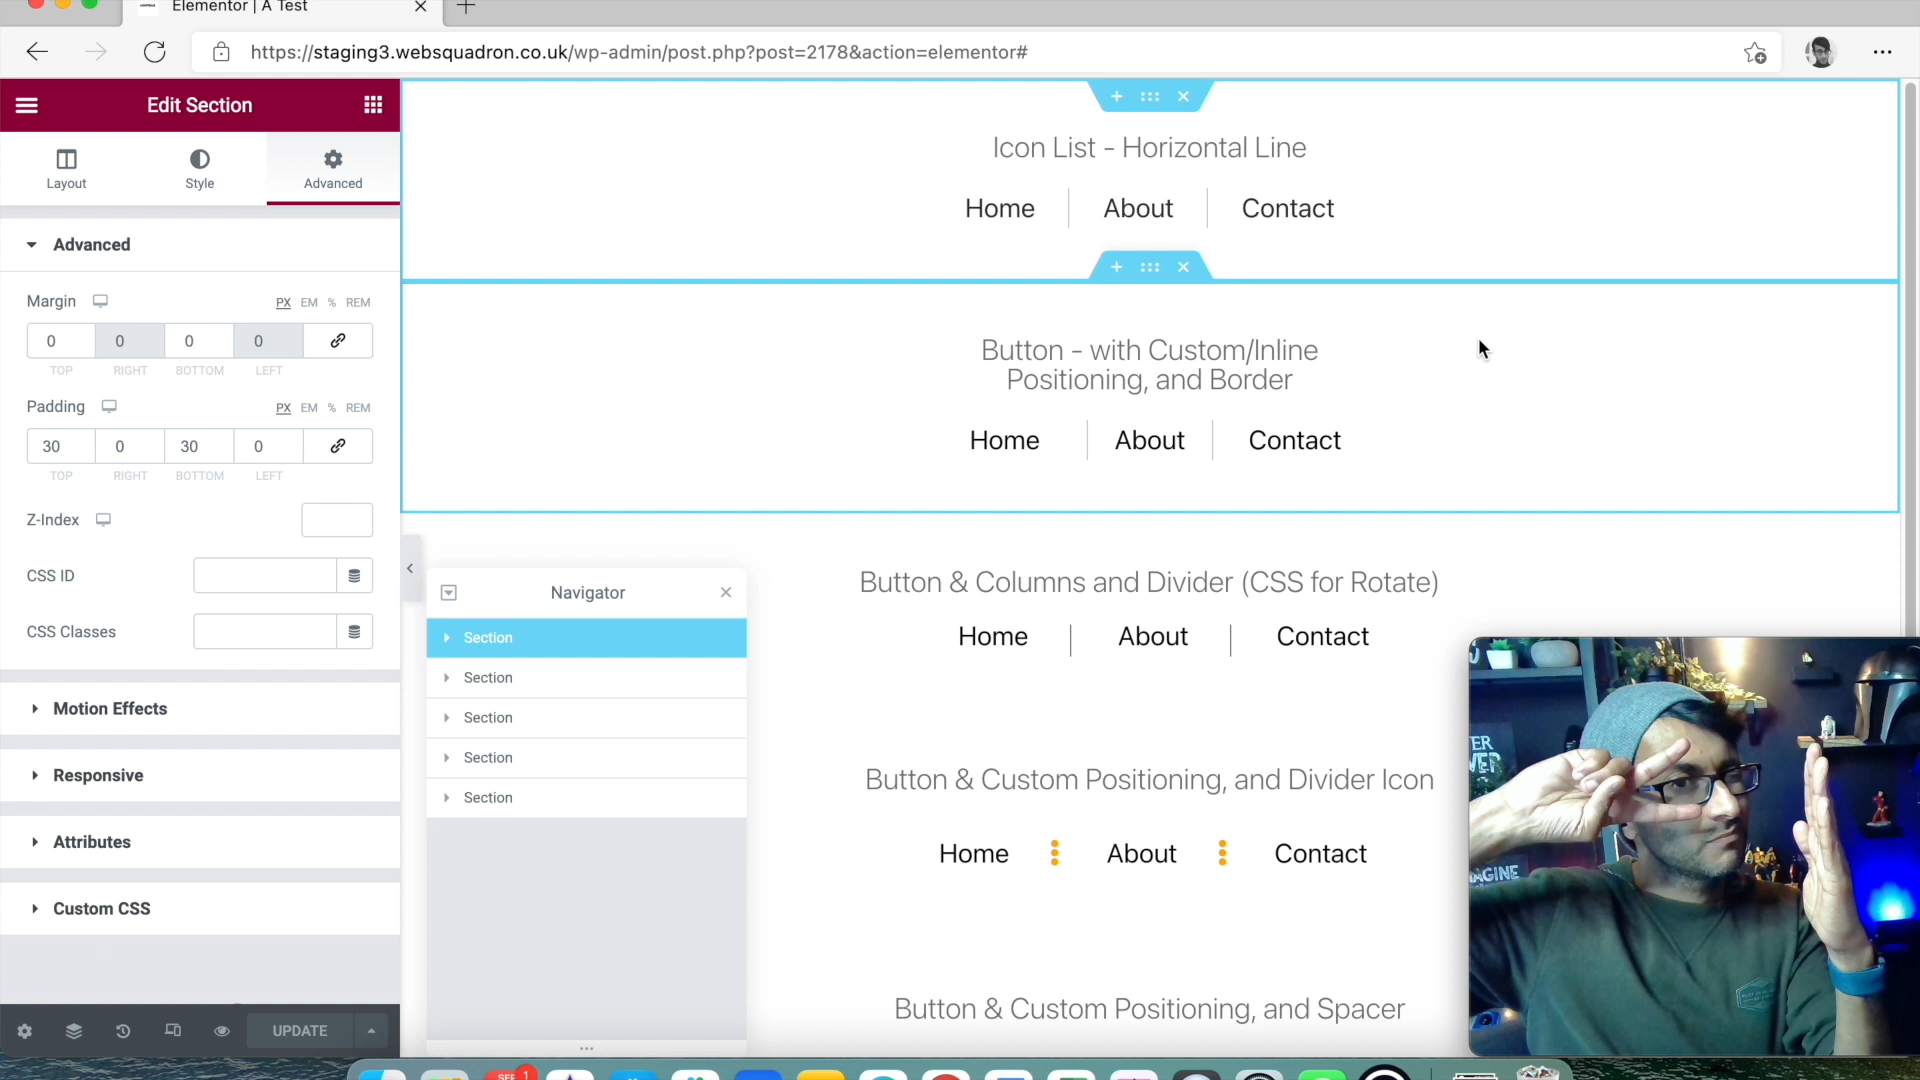 Elementor | A Test
https://staging3.websquadron.co.uk/wp-admin/post.php?post=2178&action=elementor#
Edit Section
Layout
Style
Advanced
Advanced
Margin
PX EM % REM
0 0 0 0
TOP RIGHT BOTTOM LEFT
Padding
PX EM % REM
30 0 30 0
TOP RIGHT BOTTOM LEFT
Z-Index
CSS ID
CSS Classes
Motion Effects
Responsive
Attributes
Custom CSS
UPDATE
Icon List - Horizontal Line
Home About Contact
Button - with Custom/Inline
Positioning, and Border
Home About Contact
Button & Columns and Divider (CSS for Rotate)
Home About Contact
Button & Custom Positioning, and Divider Icon
Home About Contact
Button & Custom Positioning, and Spacer
Navigator
Section
Section
Section
Section
Section
SEP 1